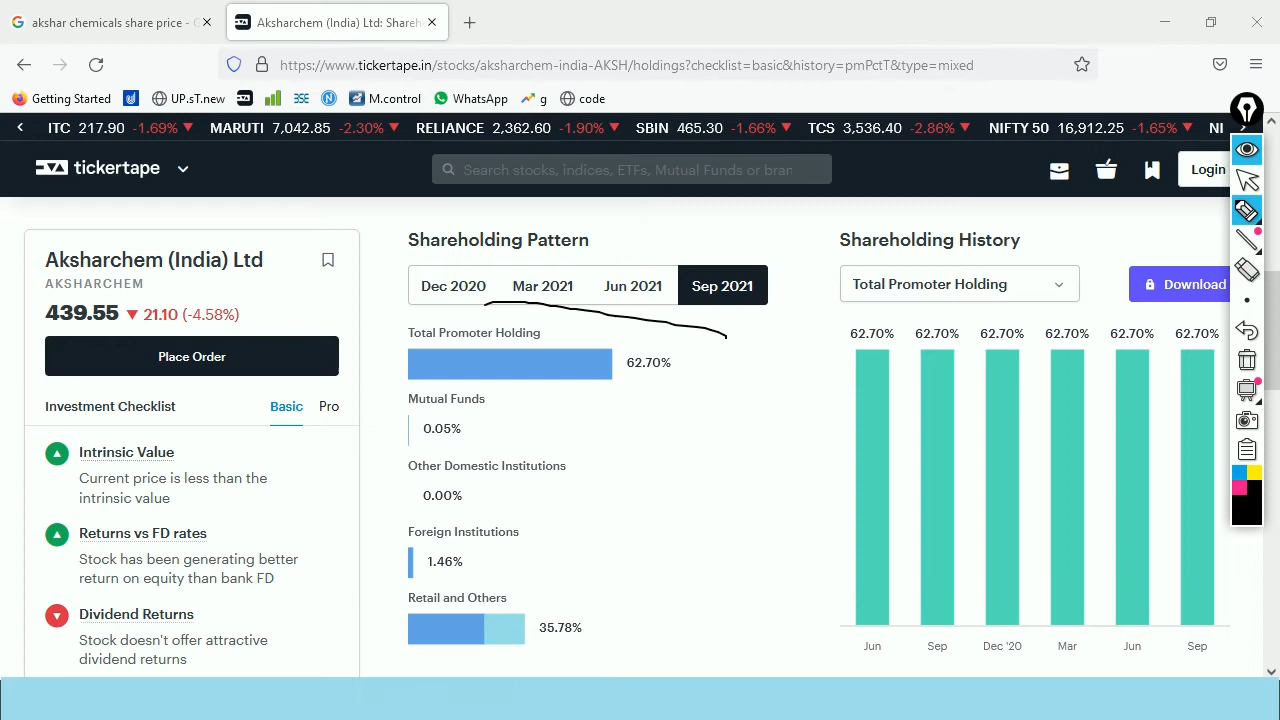 akshar chemicals share price - G
Aksharchem (India) Ltd: Shareh
https://www.tickertape.in/stocks/aksharchem-india-AKSH/holdings?checklist=basic&history=pmPctT&type=mixed
Getting Started UP.sT.new M.control WhatsApp g code
ITC 217.90 -1.69% MARUTI 7,042.85 -2.30% RELIANCE 2,362.60 -1.90% SBIN 465.30 -1.66% TCS 3,536.40 -2.86% NIFTY 50 16,912.25 -1.65% NI
tickertape
Search stocks, indices, ETFs, Mutual Funds or bran
Login
Aksharchem (India) Ltd
AKSHARCHEM
439.55 21.10 (-4.58%)
Place Order
Investment Checklist Basic Pro
Intrinsic Value
Current price is less than the
intrinsic value
Returns vs FD rates
Stock has been generating better
return on equity than bank FD
Dividend Returns
Stock doesn't offer attractive
dividend returns
Shareholding Pattern
Dec 2020 Mar 2021 Jun 2021 Sep 2021
Total Promoter Holding
62.70%
Mutual Funds
0.05%
Other Domestic Institutions
0.00%
Foreign Institutions
1.46%
Retail and Others
35.78%
Shareholding History
Total Promoter Holding
Download
62.70% 62.70% 62.70% 62.70% 62.70% 62.70%
Jun Sep Dec '20 Mar Jun Sep